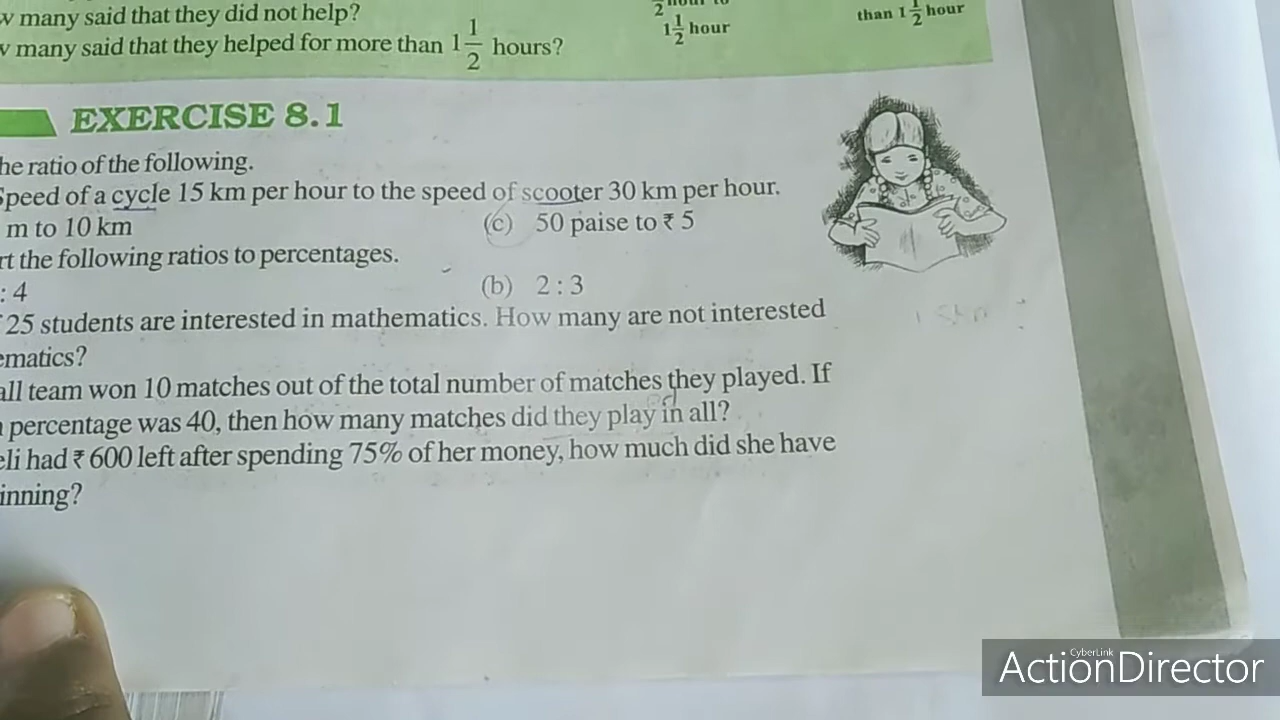 many said that they did not help?
many said that they helped for more than 1 1/2 hours?
1 1/2 hour
than 1 1/2 hour
EXERCISE 8.1
he ratio of the following.
Speed of a cycle 15 km per hour to the speed of scooter 30 km per hour.
m to 10 km (c) 50 paise to ₹ 5
rt the following ratios to percentages.
: 4 (b) 2 : 3
25 students are interested in mathematics. How many are not interested
ematics?
all team won 10 matches out of the total number of matches they played. If
percentage was 40, then how many matches did they play in all?
eli had ₹ 600 left after spending 75% of her money, how much did she have
inning?
CyberLink
ActionDirector